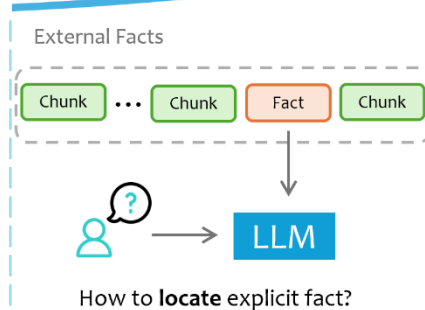 External Facts
Chunk ... Chunk Fact Chunk
?
LLM
How to locate explicit fact?